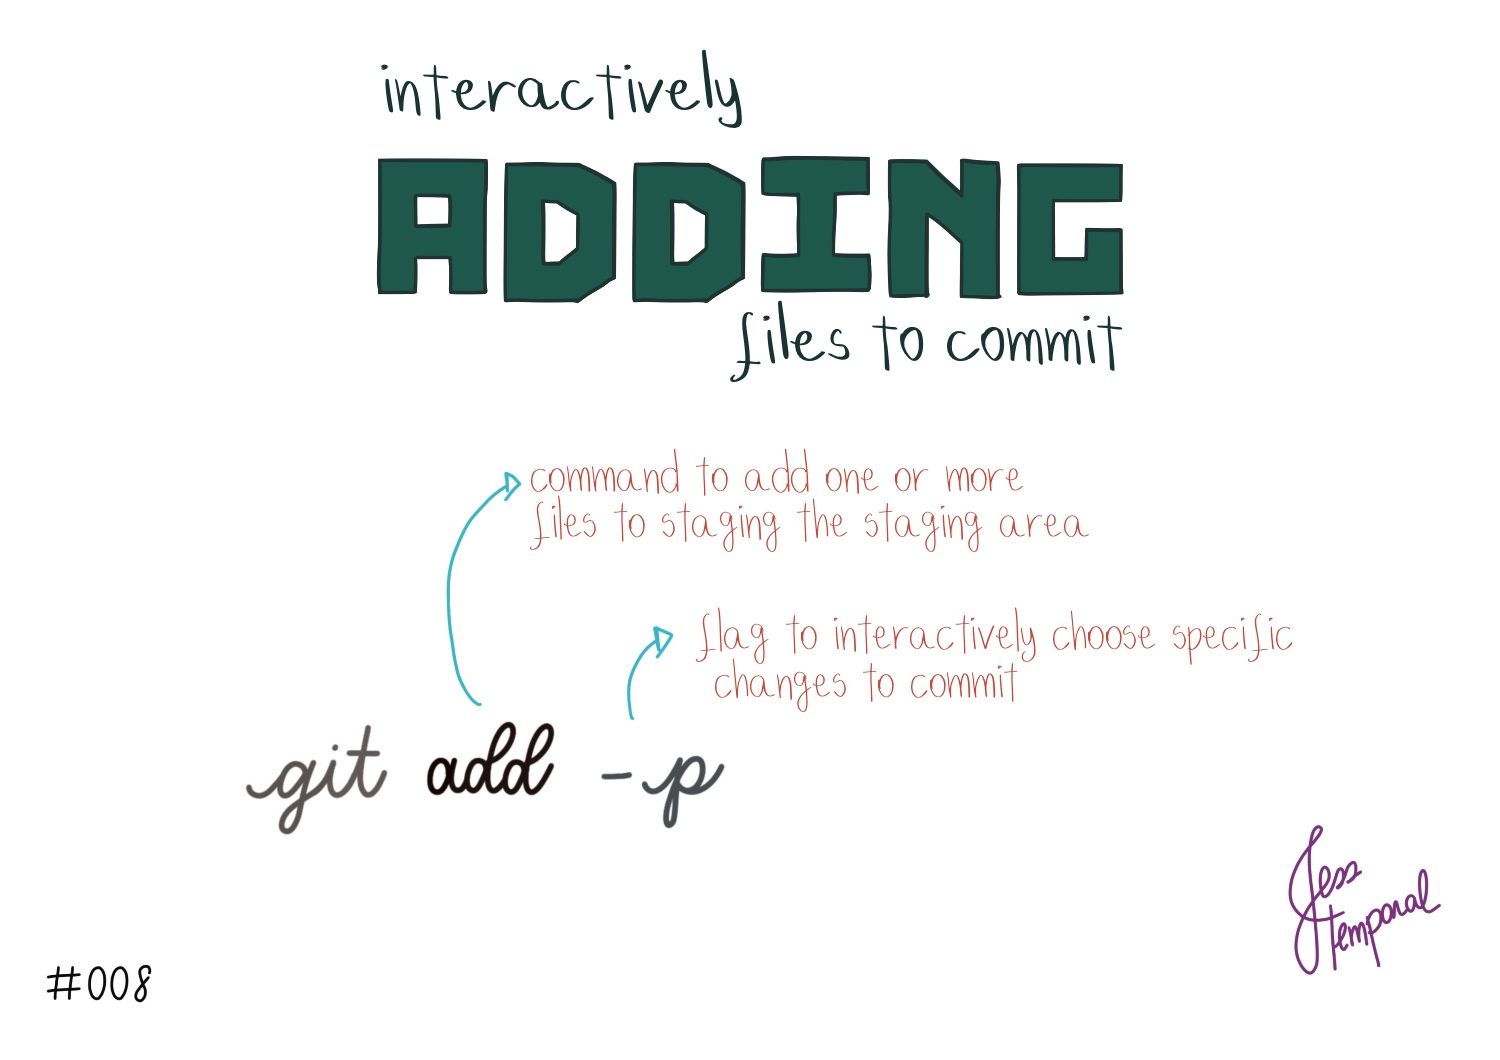 interactively
ADDING
files to commit
command to add one or more
files to staging the staging area
flag to interactively choose specific
changes to commit
git add -p
Jess
temporal
#008